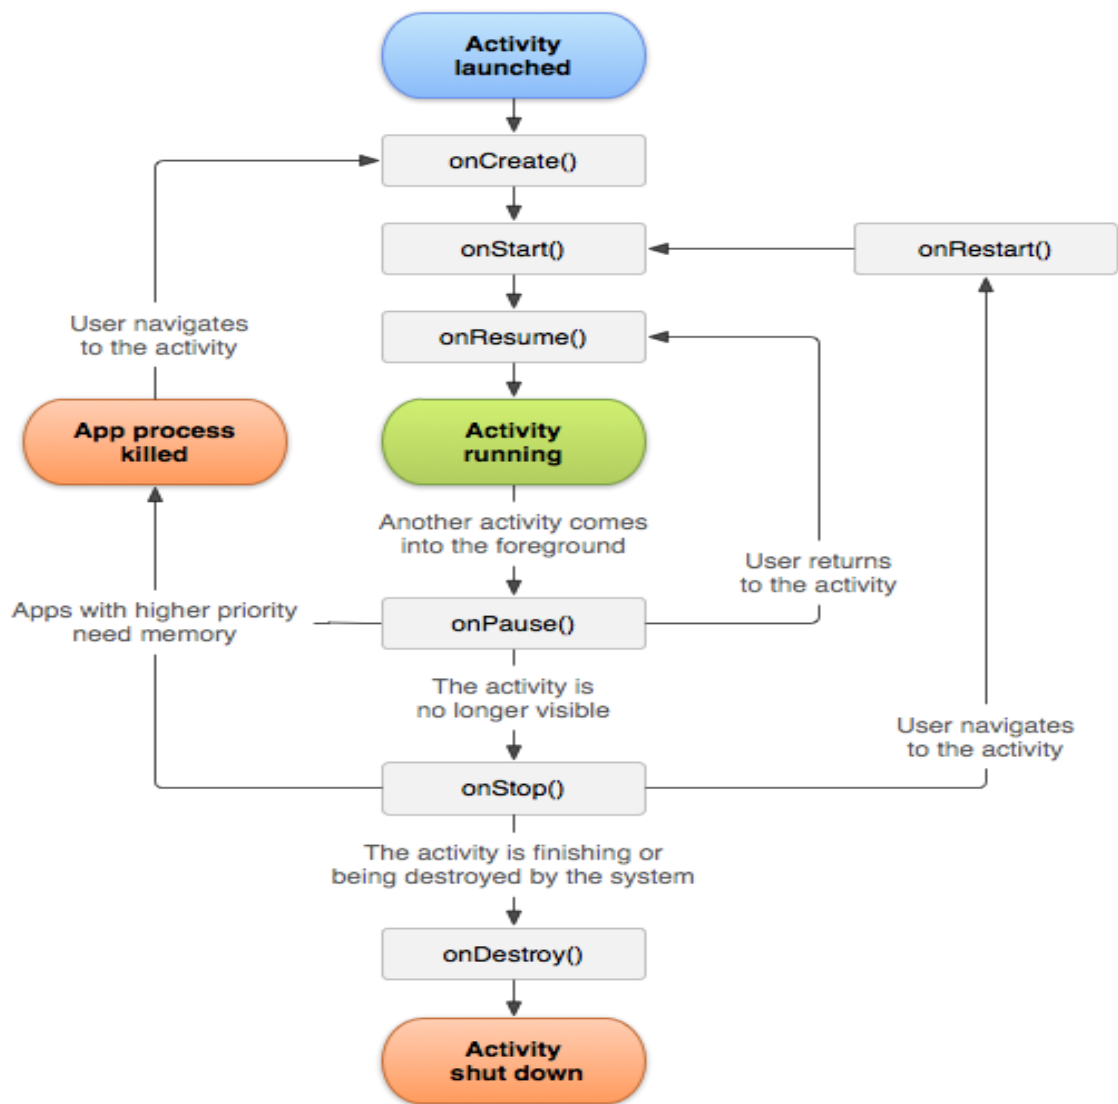 Activity
launched
onCreate()
onStart()
onRestart()
User navigates
to the activity
onResume()
App process
killed
Activity
running
Another activity comes
into the foreground
User returns
to the activity
Apps with higher priority
need memory
onPause()
The activity is
no longer visible
User navigates
to the activity
onStop()
The activity is finishing or
being destroyed by the system
onDestroy()
Activity
shut down